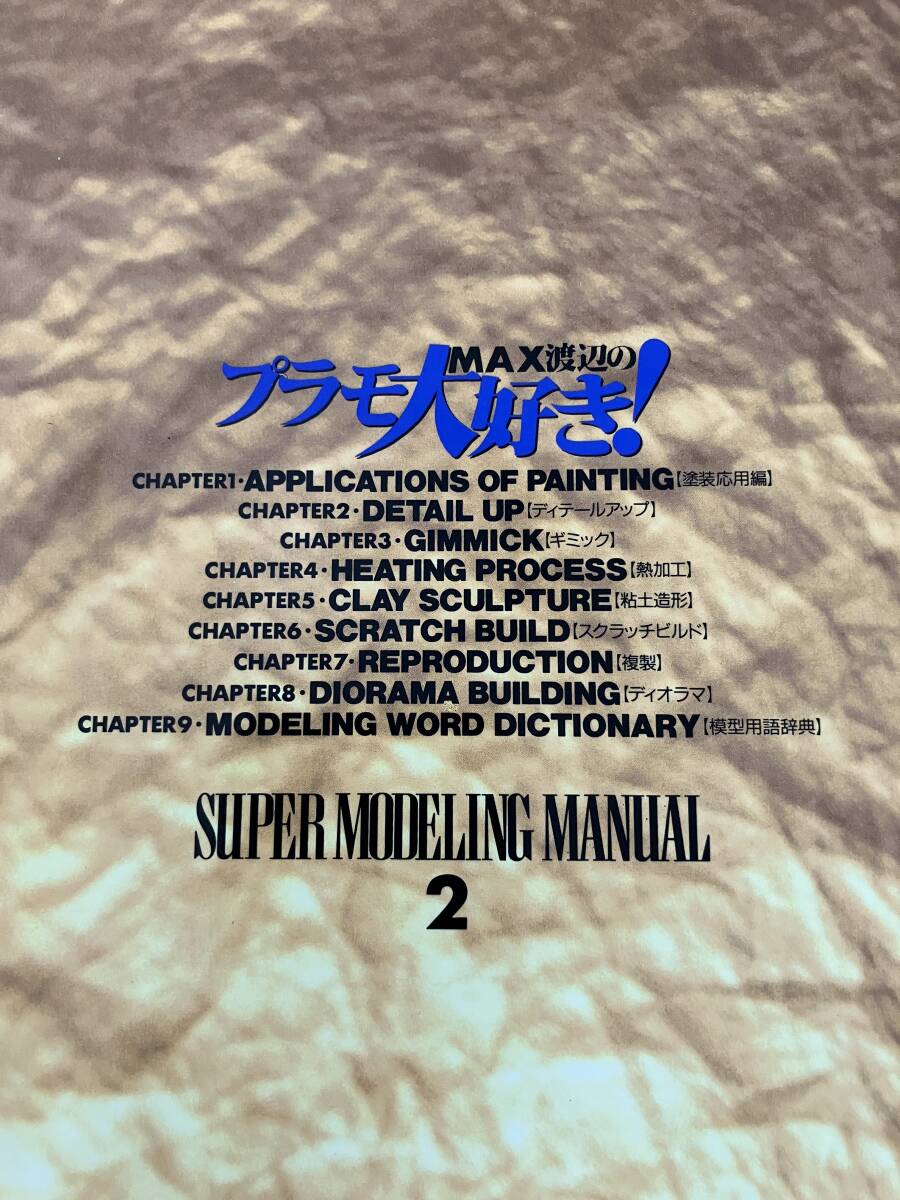 MAX渡辺の
プラモ大好き!
CHAPTER1・APPLICATIONS OF PAINTING【塗装応用編】
CHAPTER2・DETAIL UP【ディテールアップ】
CHAPTER3・GIMMICK【ギミック】
CHAPTER4・HEATING PROCESS【熱加工】
CHAPTER5・CLAY SCULPTURE【粘土造形】
CHAPTER6・SCRATCH BUILD【スクラッチビルド】
CHAPTER7・REPRODUCTION【複製】
CHAPTER8・DIORAMA BUILDING【ディオラマ】
CHAPTER9・MODELING WORD DICTIONARY【模型用語辞典】
SUPER MODELING MANUAL
2